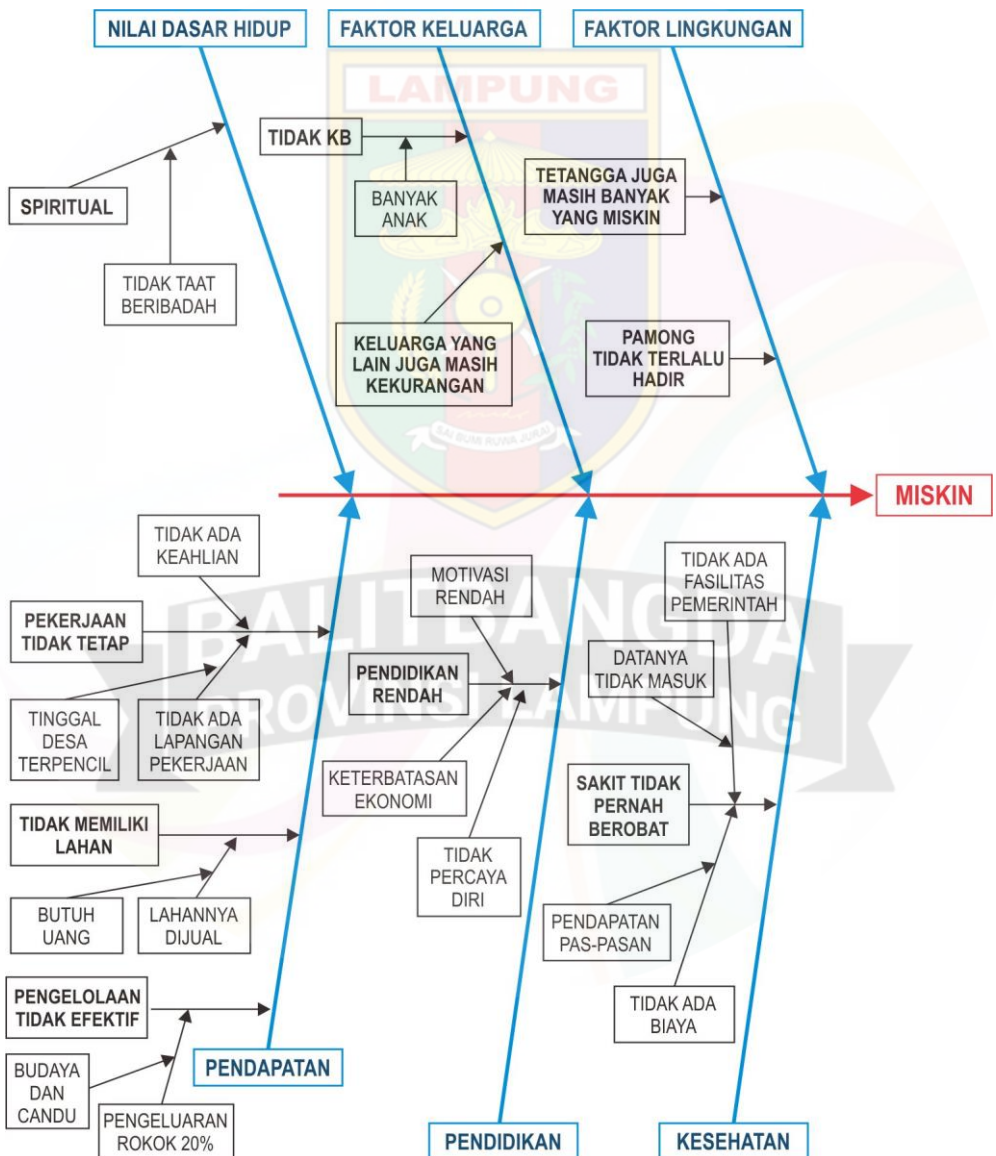 NILAI DASAR HIDUP
FAKTOR KELUARGA
FAKTOR LINGKUNGAN
LAMPUNG
TIDAK KB
BANYAK
ANAK
TETANGGA JUGA
MASIH BANYAK
YANG MISKIN
SPIRITUAL
TIDAK TAAT
BERIBADAH
KELUARGA YANG
LAIN JUGA MASIH
KEKURANGAN
PAMONG
TIDAK TERLALU
HADIR
SAI BUMI RUWA JURAI
MISKIN
TIDAK ADA
KEAHLIAN
MOTIVASI
RENDAH
TIDAK ADA
FASILITAS
PEMERINTAH
BALITBANGDA
PROVINSI LAMPUNG
PEKERJAAN
TIDAK TETAP
PENDIDIKAN
RENDAH
DATANYA
TIDAK MASUK
TINGGAL
DESA
TERPENCIL
TIDAK ADA
LAPANGAN
PEKERJAAN
KETERBATASAN
EKONOMI
SAKIT TIDAK
PERNAH
BEROBAT
TIDAK MEMILIKI
LAHAN
TIDAK
PERCAYA
DIRI
BUTUH
UANG
LAHANNYA
DIJUAL
PENDAPATAN
PAS-PASAN
PENGELOLAAN
TIDAK EFEKTIF
TIDAK ADA
BIAYA
BUDAYA
DAN
CANDU
PENGELUARAN
ROKOK 20%
PENDAPATAN
PENDIDIKAN
KESEHATAN